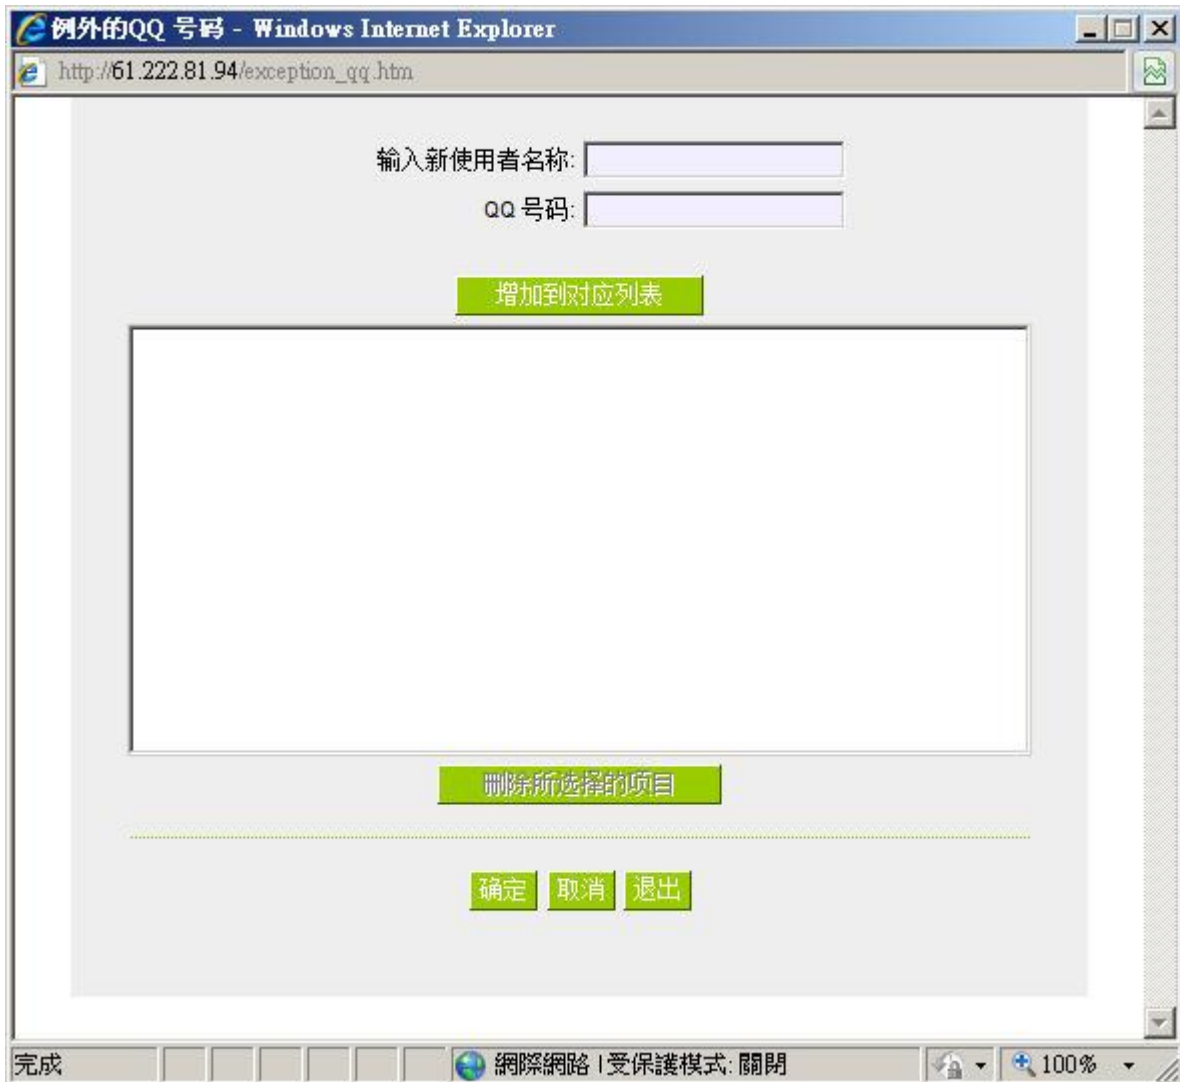 例外的QQ 号码 - Windows Internet Explorer
http://61.222.81.94/exception_qq.htm
输入新使用者名称:
QQ 号码:
增加到对应列表
删除所选择的项目
确定 取消 退出
完成 網際網路 | 受保護模式: 關閉 100%